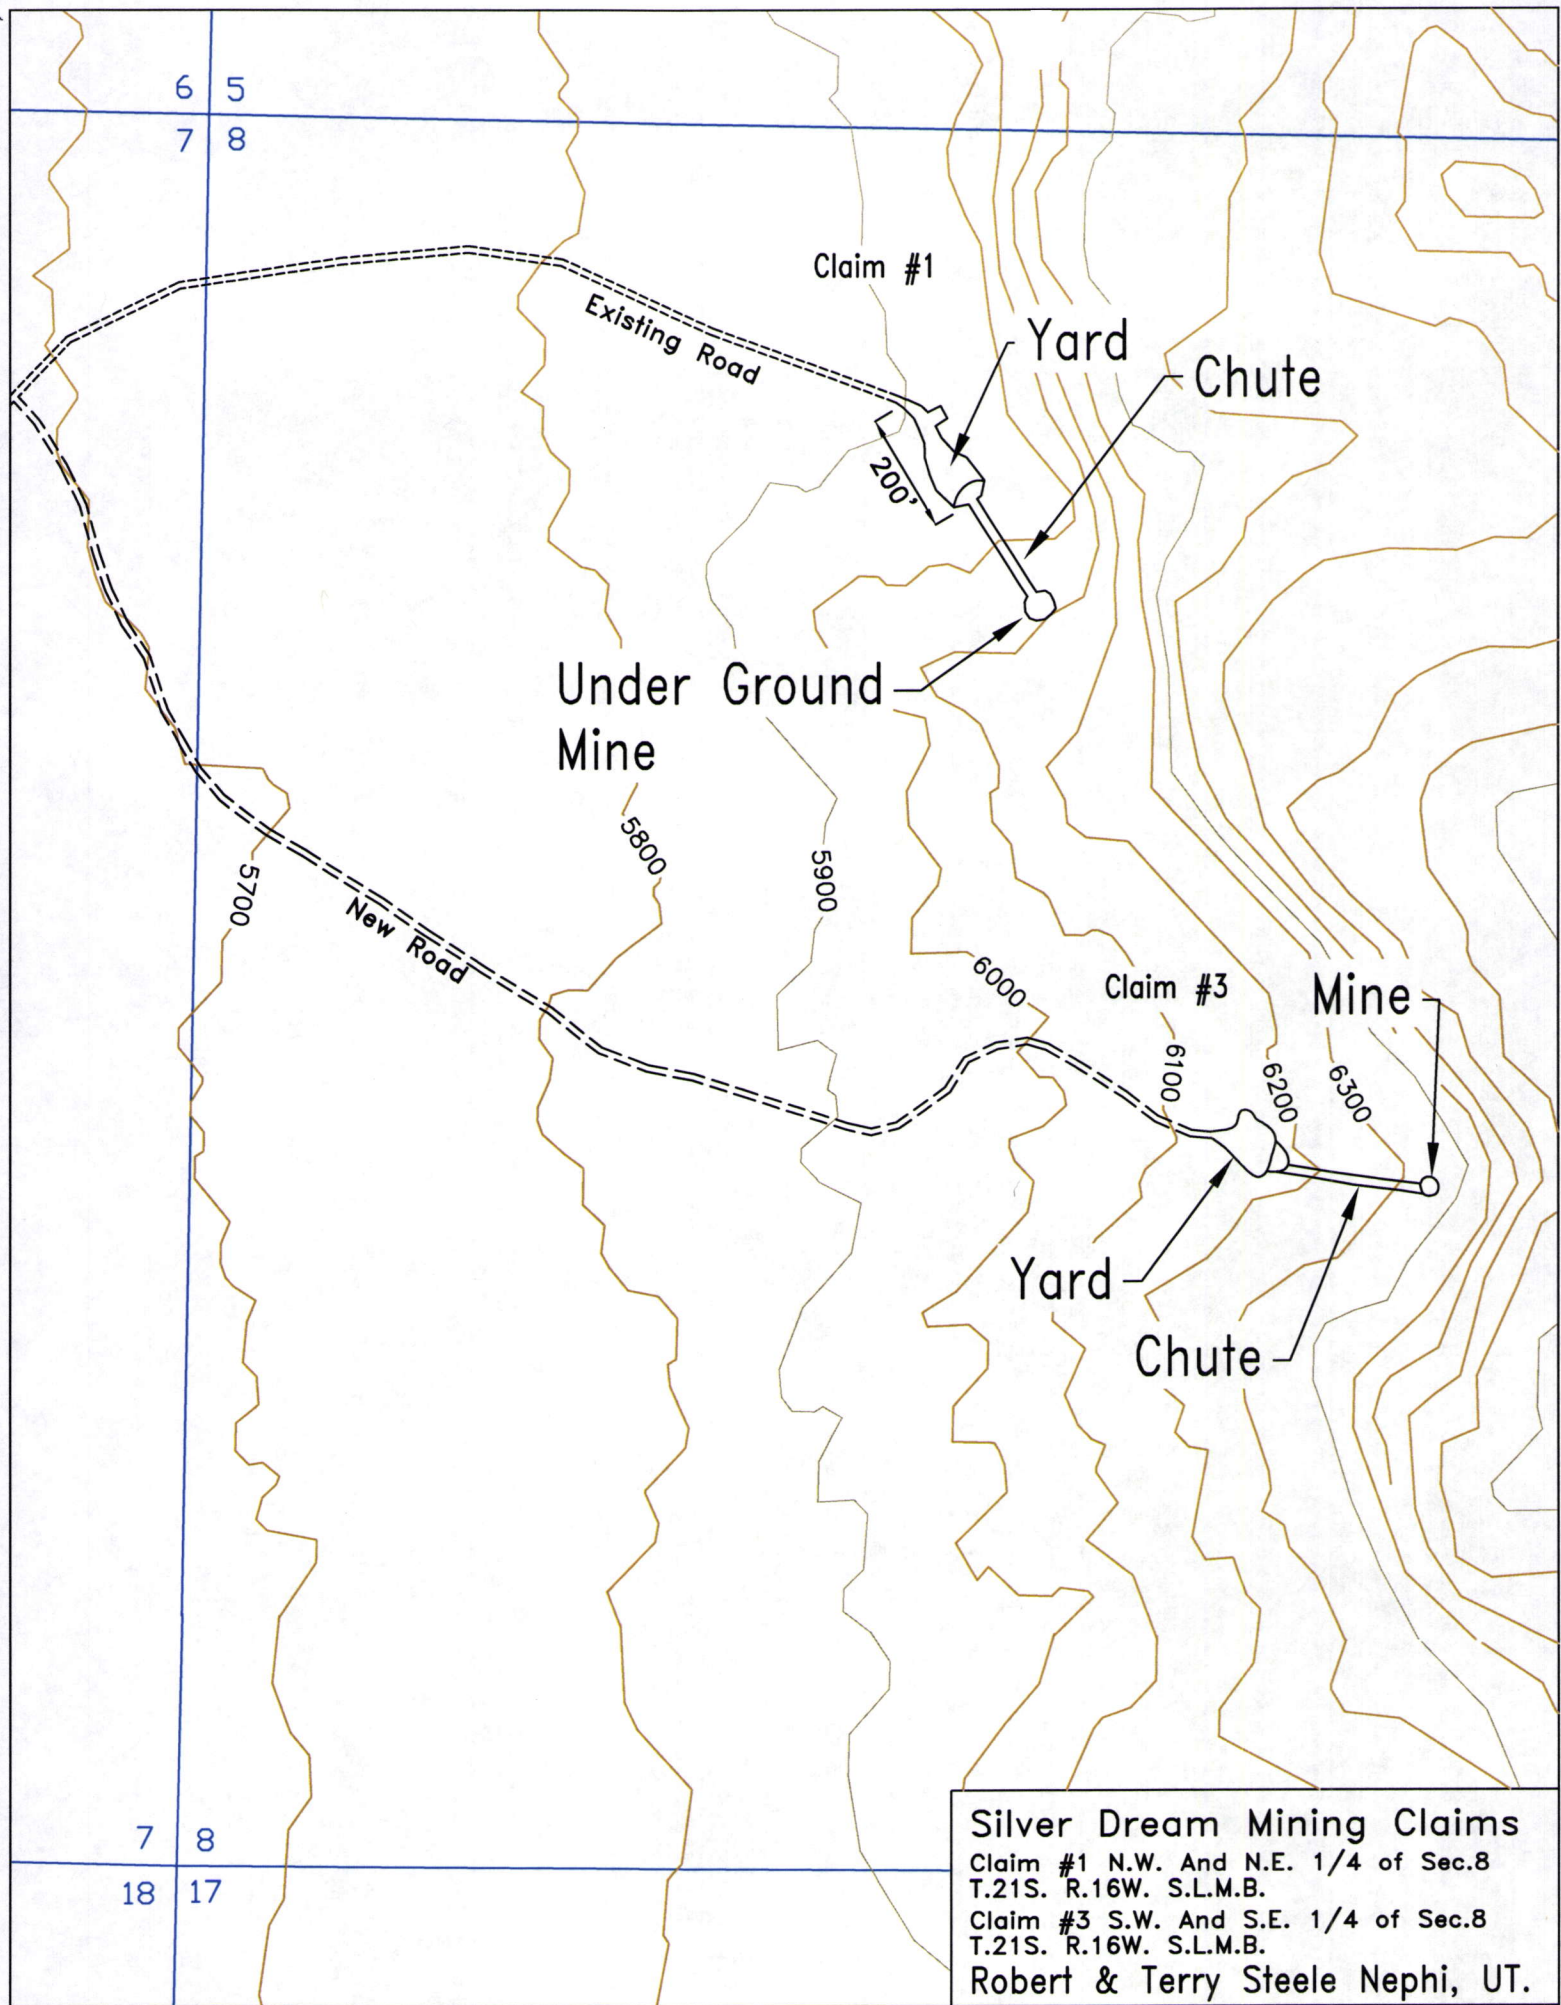 6 5
7 8
Claim #1
Existing Road
Yard
Chute
200'
Under Ground
Mine
5800
5900
5700
New Road
6000
Claim #3
Mine
6100
6200
6300
Yard
Chute
7 8
18 17
Silver Dream Mining Claims
Claim #1 N.W. And N.E. 1/4 of Sec.8
T.21S. R.16W. S.L.M.B.
Claim #3 S.W. And S.E. 1/4 of Sec.8
T.21S. R.16W. S.L.M.B.
Robert & Terry Steele Nephi, UT.